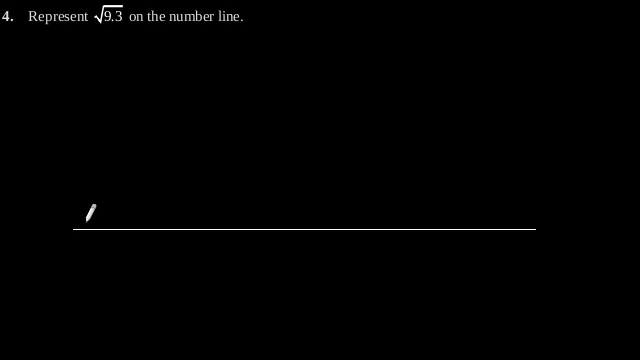 4. Represent √9.3 on the number line.